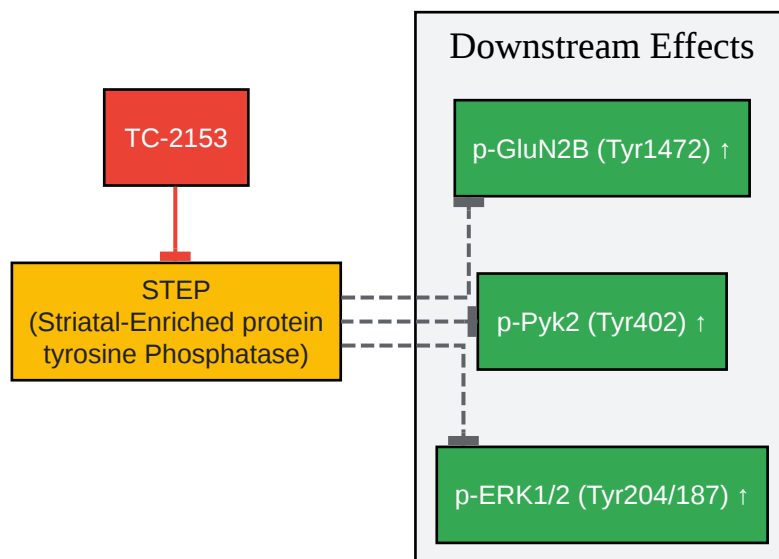 Downstream Effects
TC-2153
p-GluN2B (Tyr1472) ↑
STEP
(Striatal-Enriched protein
tyrosine Phosphatase)
p-Pyk2 (Tyr402) ↑
p-ERK1/2 (Tyr204/187) ↑